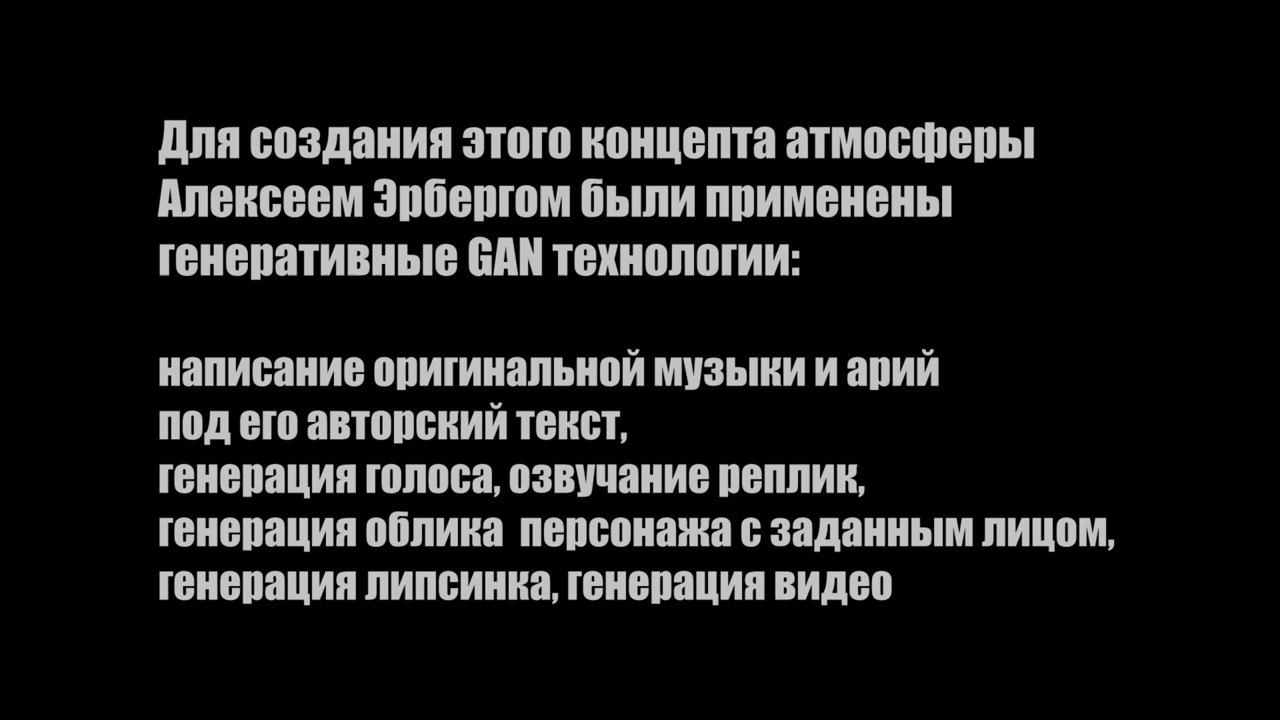 Для создания этого концепта атмосферы
Алексеем Эрбергом были применены
генеративные GAN технологии:
написание оригинальной музыки и арий
под его авторский текст,
генерация голоса, озвучание реплик,
генерация облика персонажа с заданным лицом,
генерация липсинка, генерация видео